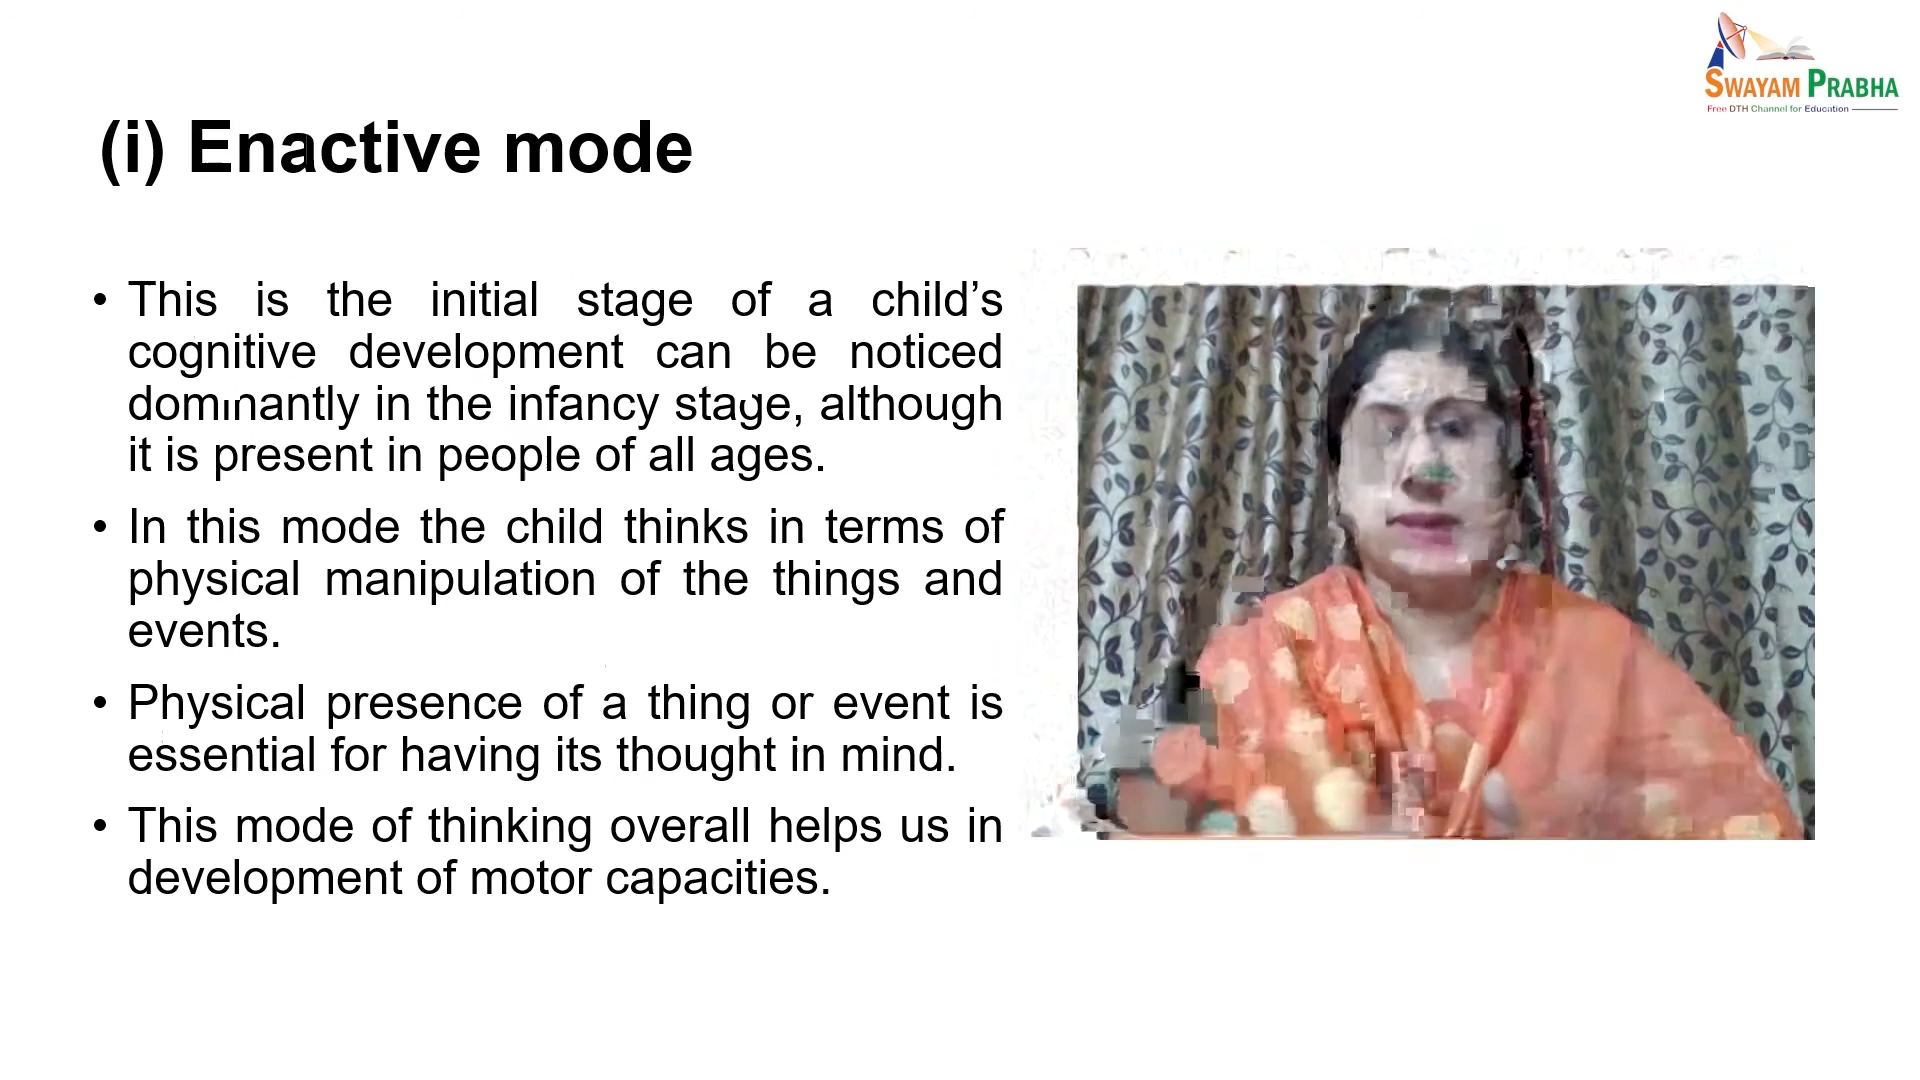 SWAYAM PRABHA
Free DTH Channel for Education
(i) Enactive mode
• This is the initial stage of a child’s
cognitive development can be noticed
dominantly in the infancy stage, although
it is present in people of all ages.
• In this mode the child thinks in terms of
physical manipulation of the things and
events.
• Physical presence of a thing or event is
essential for having its thought in mind.
• This mode of thinking overall helps us in
development of motor capacities.